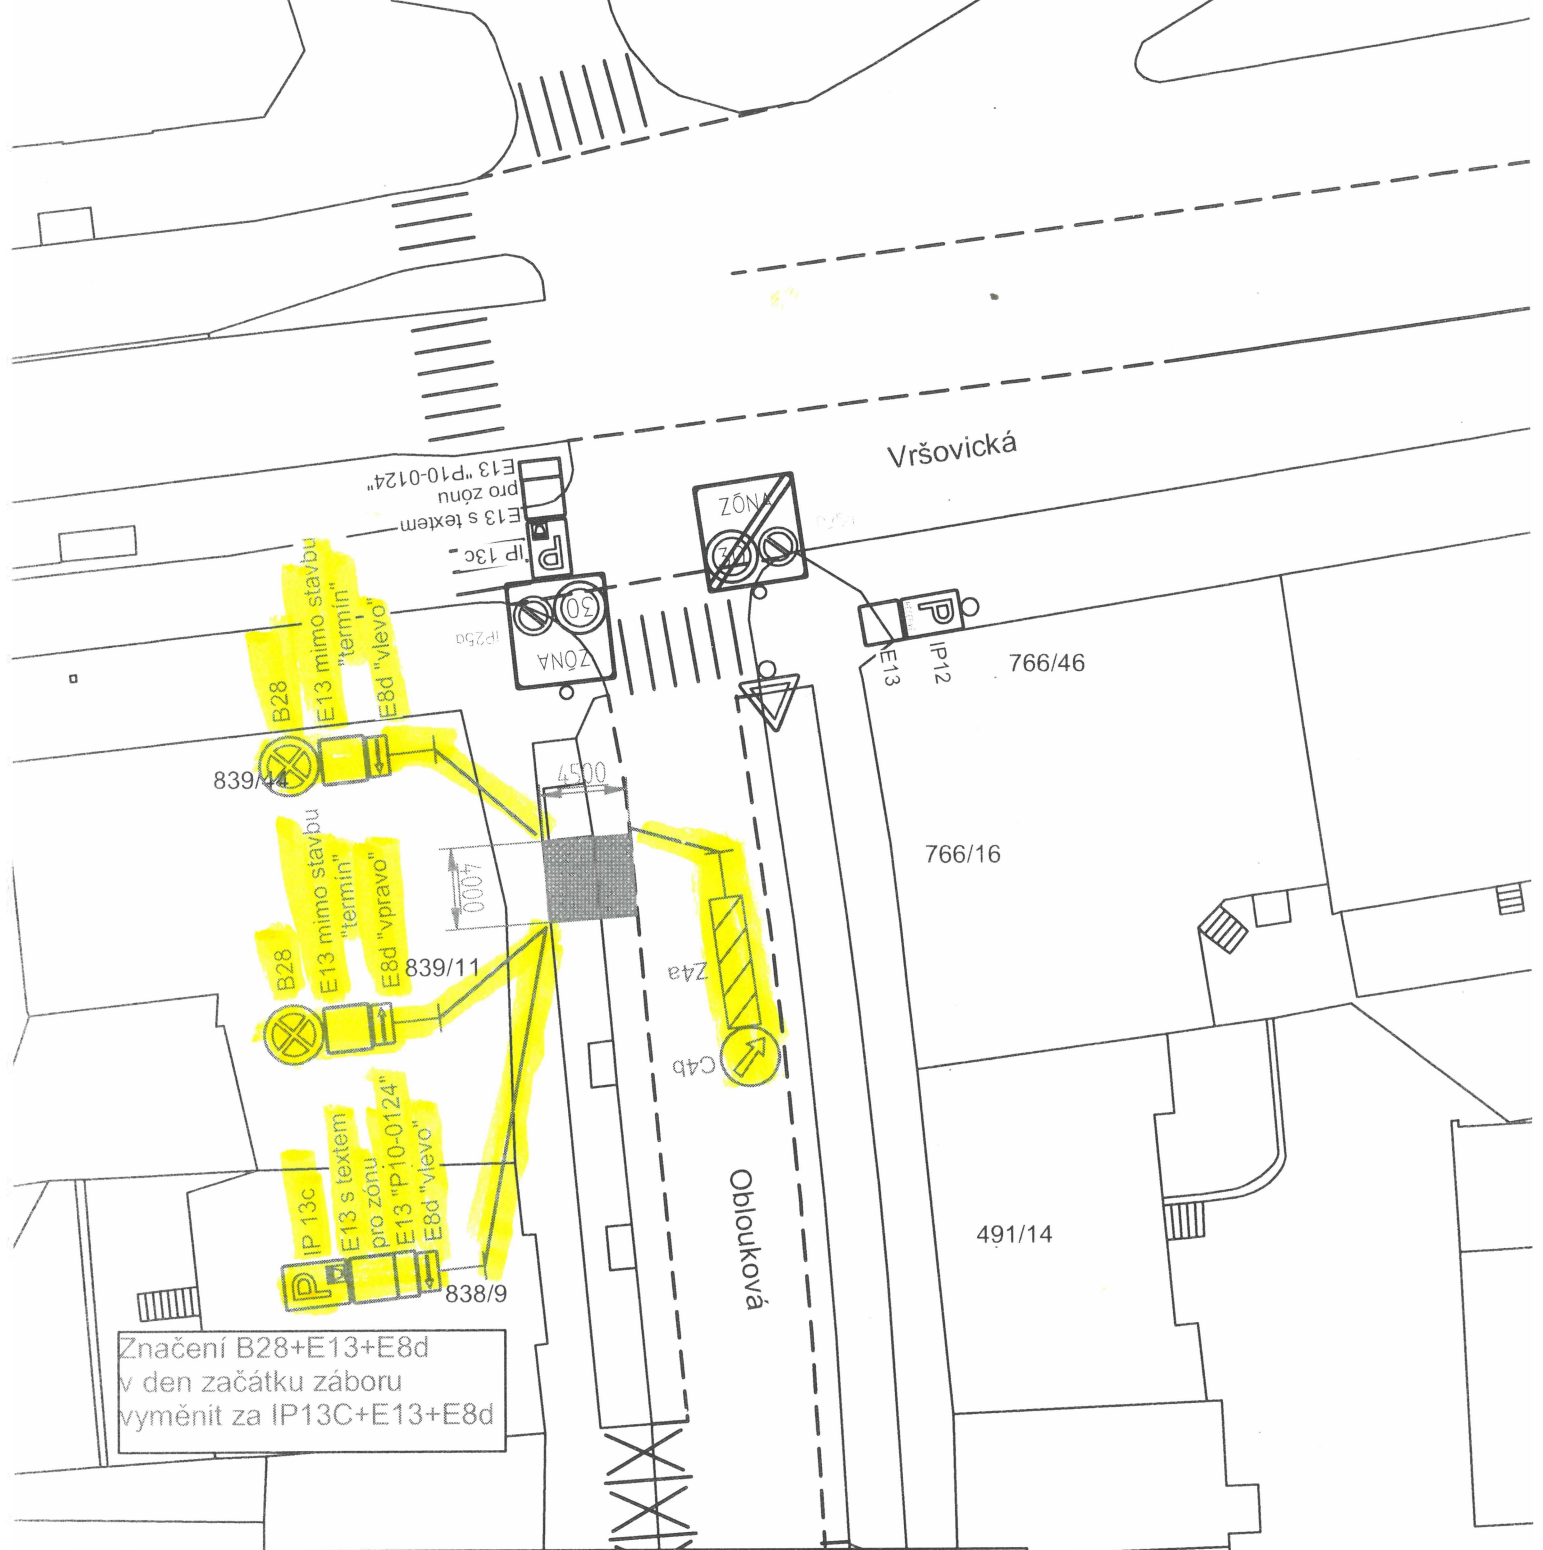 Vršovická
E13 "P10-0124"
pro zónu
E13 s textem
IP 13c
P
30
ZÓNA
IP25a
ZÓNA
P
E13
IP12
766/46
B28
E13 mimo stavbu
"termín"
E8d "vlevo"
839/44
4500
4000
766/16
B28
E13 mimo stavbu
"termín"
E8d "vpravo"
839/11
Z4a
C4b
IP 13c
E13 s textem
pro zónu
E13 "P10-0124"
E8d "vlevo"
P
838/9
Oblouková
491/14
Značení B28+E13+E8d
v den začátku záboru
vyměnit za IP13C+E13+E8d